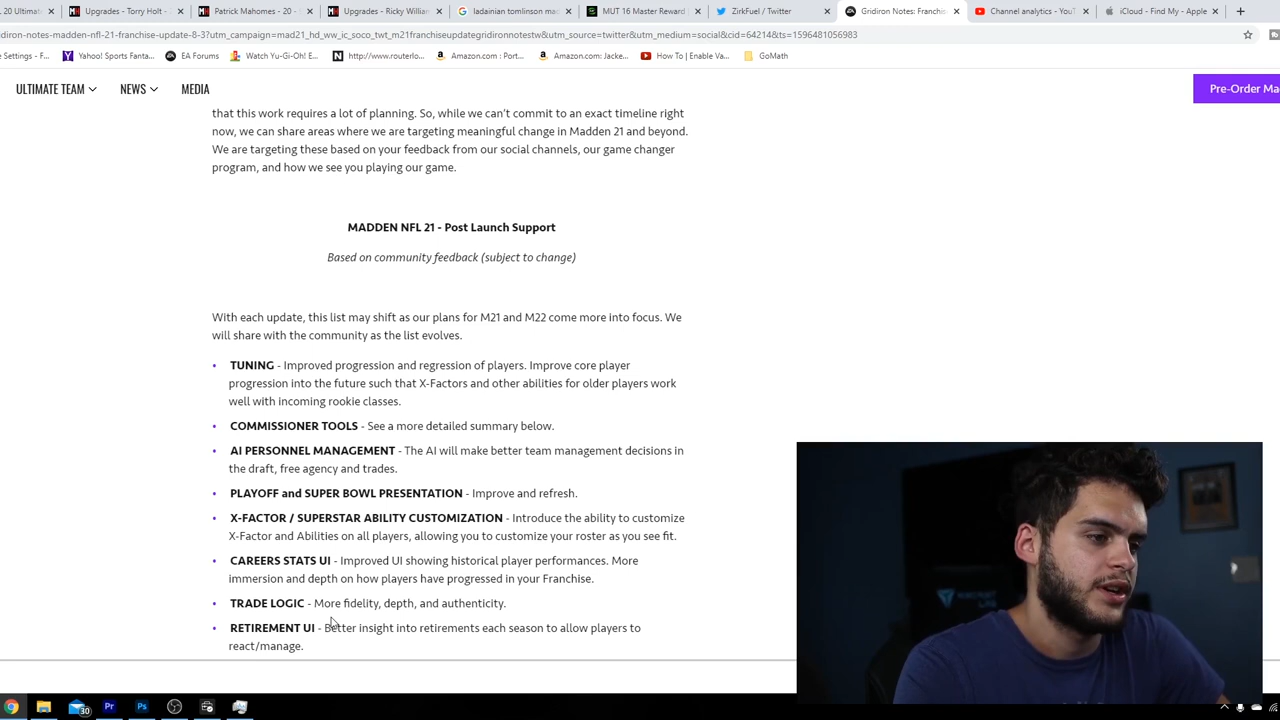 20 Ultimat
Upgrades - Torry Holt -
Patrick Mahomes - 20 -
Upgrades - Ricky William
ladainian tomlinson mad
MUT 16 Master Reward
ZirkFuel / Twitter
Gridiron Notes: Franchis
Channel analytics - YouT
iCloud - Find My - Apple
gridiron-notes-madden-nfl-21-franchise-update-8-3?utm_campaign=mad21_hd_ww_ic_soco_twt_m21franchiseupdategridironnotestw&utm_source=twitter&utm_medium=social&cid=64214&ts=1596481056983
e Settings - F...
Yahoo! Sports Fanta...
EA Forums
Watch Yu-Gi-Oh! E...
http://www.routerlo...
Amazon.com : Port...
Amazon.com: Jacke...
How To | Enable Va...
GoMath
ULTIMATE TEAM
NEWS
MEDIA
Pre-Order Ma
that this work requires a lot of planning. So, while we can't commit to an exact timeline right
now, we can share areas where we are targeting meaningful change in Madden 21 and beyond.
We are targeting these based on your feedback from our social channels, our game changer
program, and how we see you playing our game.
MADDEN NFL 21 - Post Launch Support
Based on community feedback (subject to change)
With each update, this list may shift as our plans for M21 and M22 come more into focus. We
will share with the community as the list evolves.
• TUNING - Improved progression and regression of players. Improve core player
progression into the future such that X-Factors and other abilities for older players work
well with incoming rookie classes.
• COMMISSIONER TOOLS - See a more detailed summary below.
• AI PERSONNEL MANAGEMENT - The AI will make better team management decisions in
the draft, free agency and trades.
• PLAYOFF and SUPER BOWL PRESENTATION - Improve and refresh.
• X-FACTOR / SUPERSTAR ABILITY CUSTOMIZATION - Introduce the ability to customize
X-Factor and Abilities on all players, allowing you to customize your roster as you see fit.
• CAREERS STATS UI - Improved UI showing historical player performances. More
immersion and depth on how players have progressed in your Franchise.
• TRADE LOGIC - More fidelity, depth, and authenticity.
• RETIREMENT UI - Better insight into retirements each season to allow players to
react/manage.
30